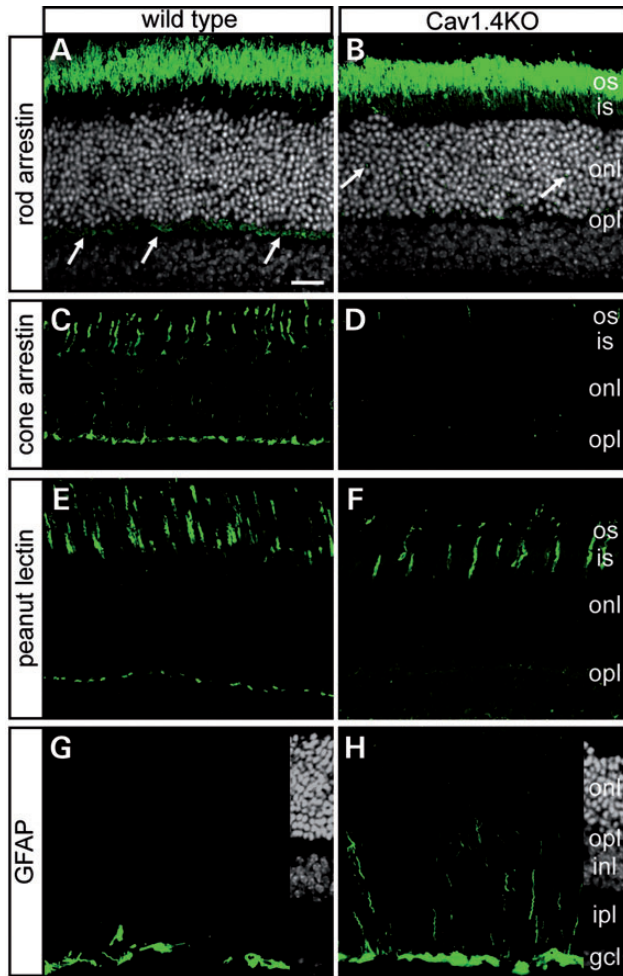 wild type
Cav1.4KO
rod arrestin
A
B
os
is
onl
opl
cone arrestin
C
D
os
is
onl
opl
peanut lectin
E
F
os
is
onl
opl
GFAP
G
H
onl
opl
inl
ipl
gcl